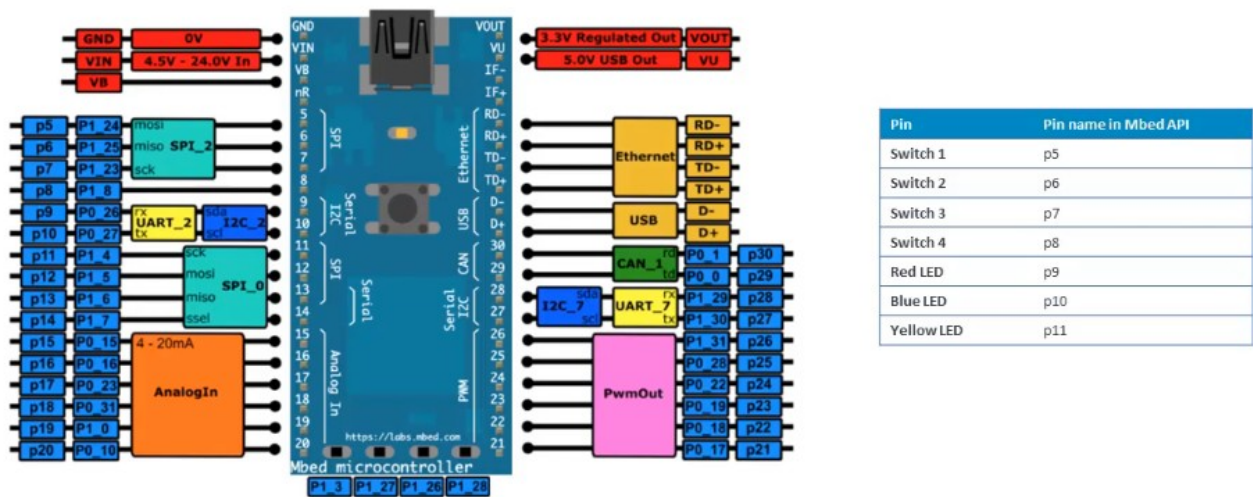 GND 0V
VIN 4.5V - 24.0V In
VB
p5 P1_24 mosi
p6 P1_25 miso SPI_2
p7 P1_23 sck
p8 P1_8
p9 P0_26 rx UART_2 sda I2C_2
p10 P0_27 tx scl
p11 P1_4 sck
p12 P1_5 mosi SPI_0
p13 P1_6 miso
p14 P1_7 ssel
p15 P0_15 4 - 20mA
p16 P0_16
p17 P0_23 AnalogIn
p18 P0_31
p19 P1_0
p20 P0_10
GND VOUT
VIN VU
VB IF-
nR IF+
5 RD-
6 RD+
7 TD-
8 TD+
9 D-
10 D+
11 30
12 29
13 28
14 27
15 26
16 25
17 24
18 23
19 22
20 21
SPI
Serial
I2C
SPI
Serial
Analog In
Ethernet
USB
CAN
Serial
I2C
PWM
https://labs.mbed.com
Mbed microcontroller
P1_3 P1_27 P1_26 P1_28
3.3V Regulated Out VOUT
5.0V USB Out VU
Ethernet RD-
RD+
TD-
TD+
USB D-
D+
CAN_1 rd P0_1 p30
td P0_0 p29
I2C_7 sda UART_7 rx P1_29 p28
scl tx P1_30 p27
P1_31 p26
P0_28 p25
PwmOut P0_22 p24
P0_19 p23
P0_18 p22
P0_17 p21
Pin Pin name in Mbed API
Switch 1 p5
Switch 2 p6
Switch 3 p7
Switch 4 p8
Red LED p9
Blue LED p10
Yellow LED p11